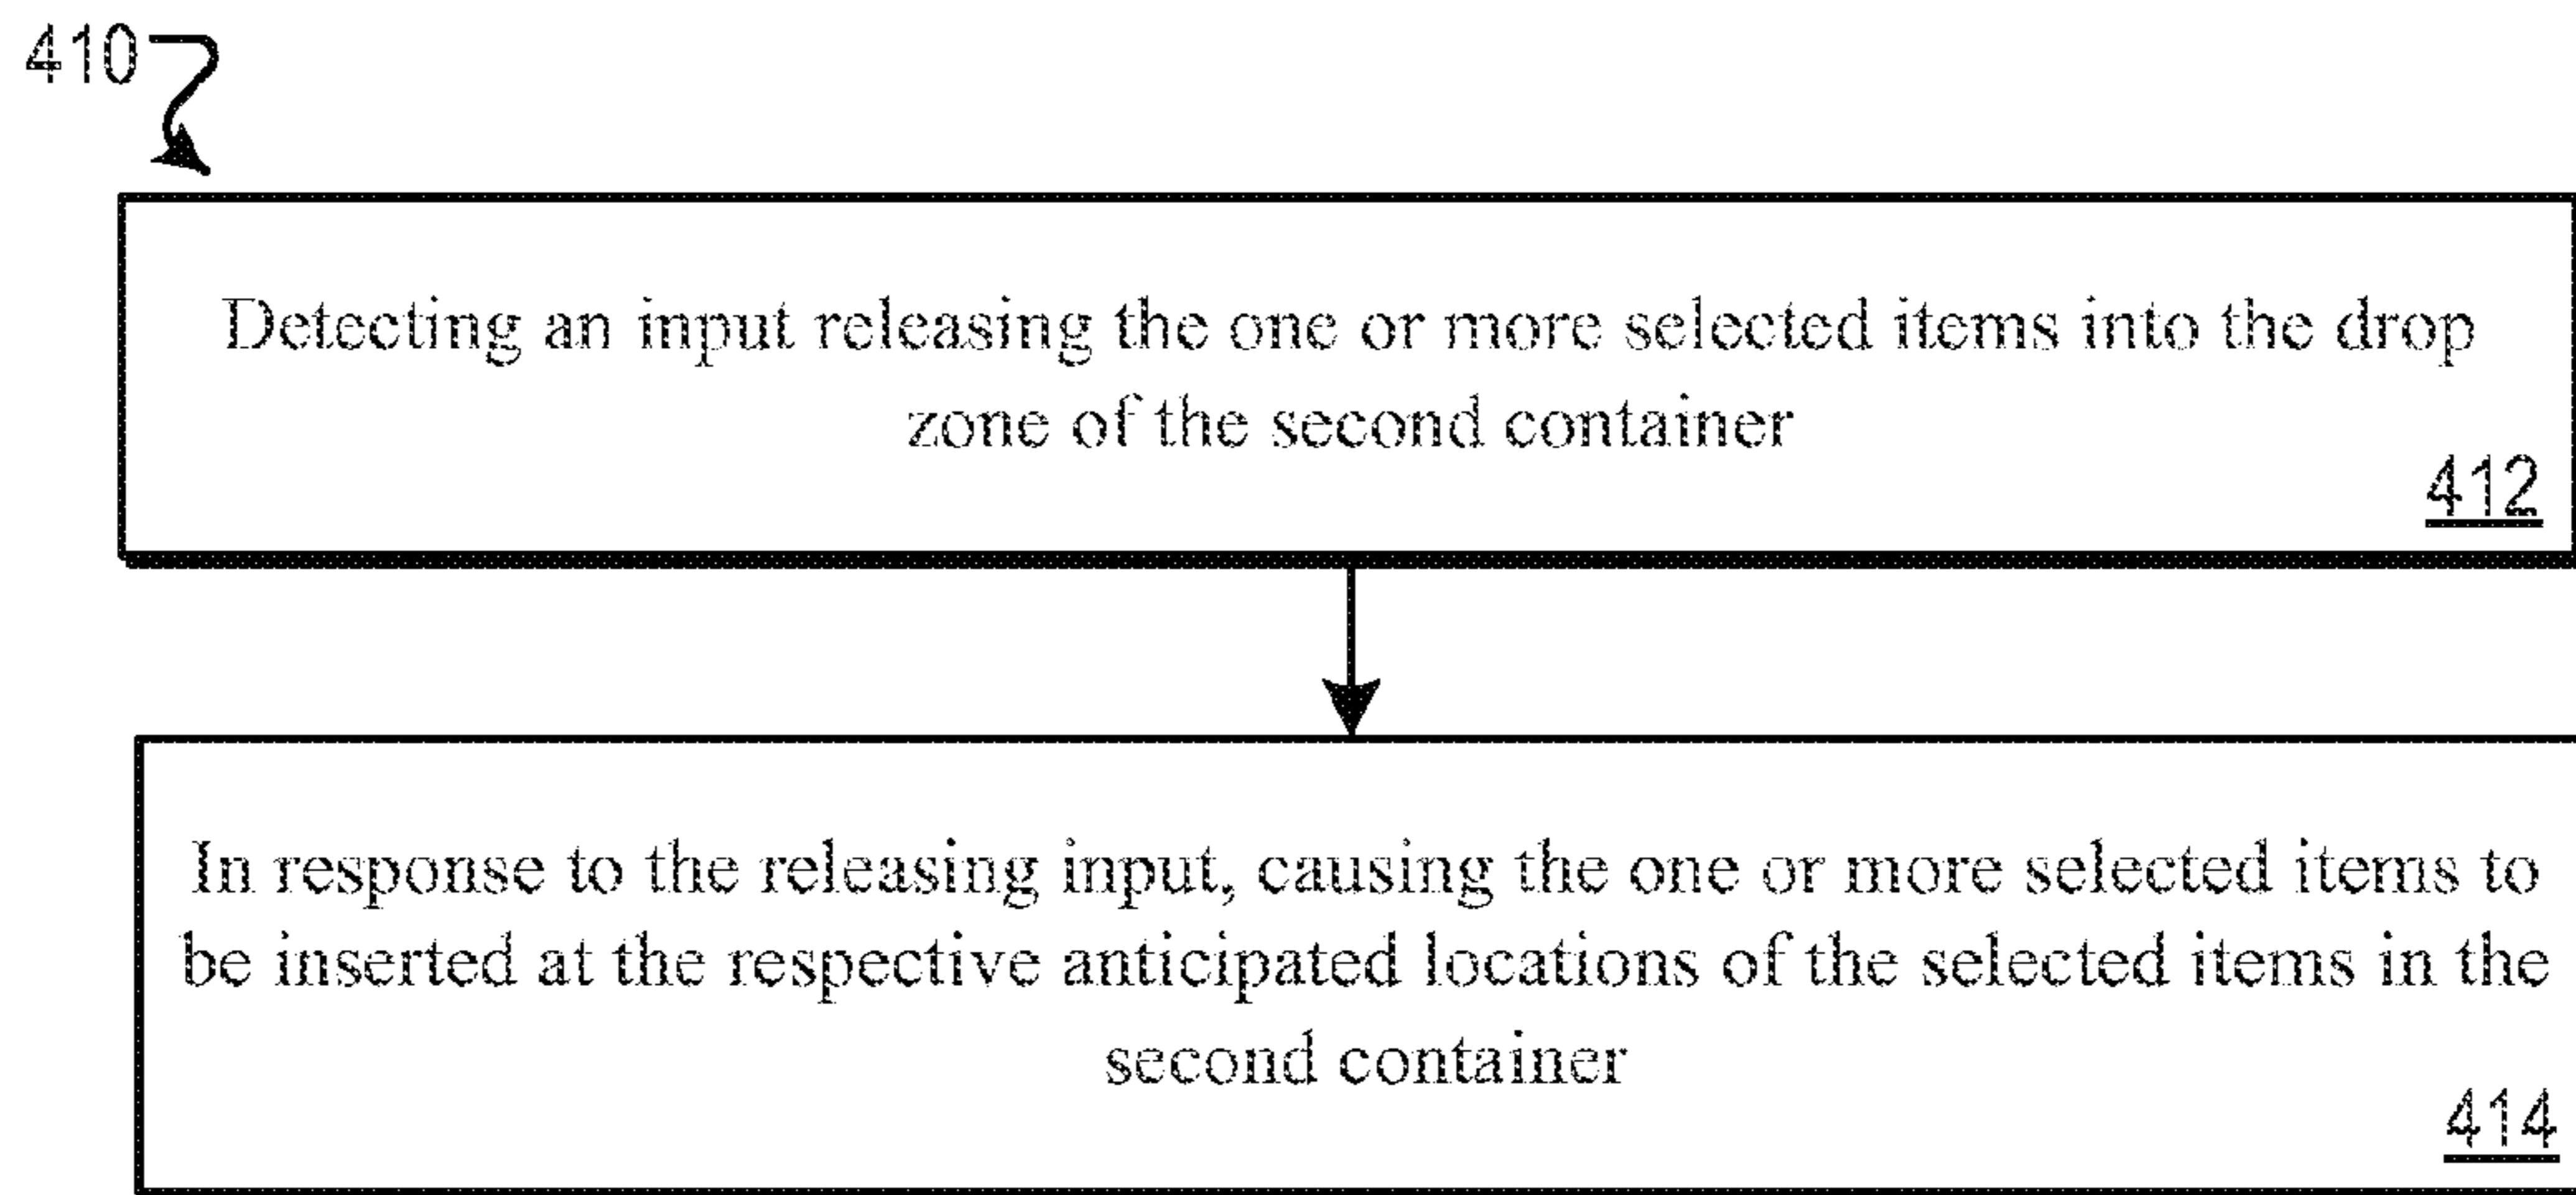 410
Detecting an input releasing the one or more selected items into the drop
zone of the second container
412
In response to the releasing input, causing the one or more selected items to
be inserted at the respective anticipated locations of the selected items in the
second container
414